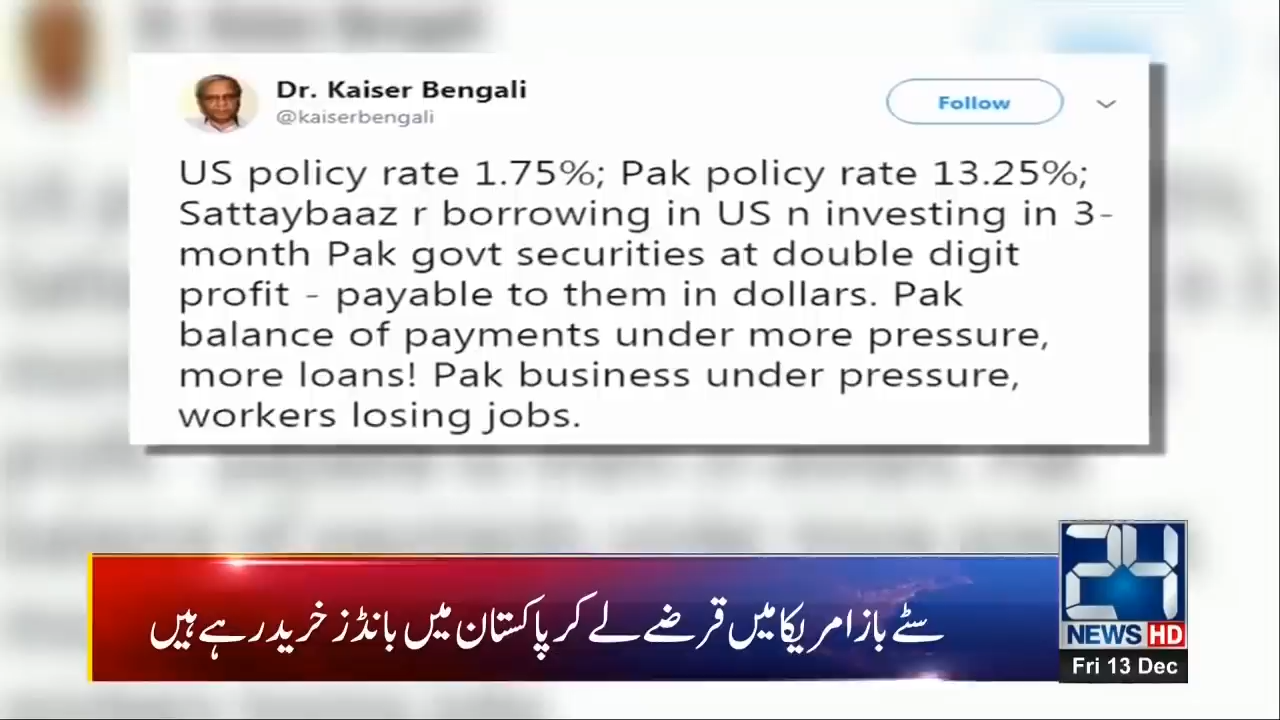 Dr. Kaiser Bengali
@kaiserbengali
Follow
US policy rate 1.75%; Pak policy rate 13.25%;
Sattaybaaz r borrowing in US n investing in 3-
month Pak govt securities at double digit
profit - payable to them in dollars. Pak
balance of payments under more pressure,
more loans! Pak business under pressure,
workers losing jobs.
سٹے باز امریکا میں قرضے لے کر پاکستان میں بانڈز خرید رہے ہیں
24
NEWS HD
Fri 13 Dec